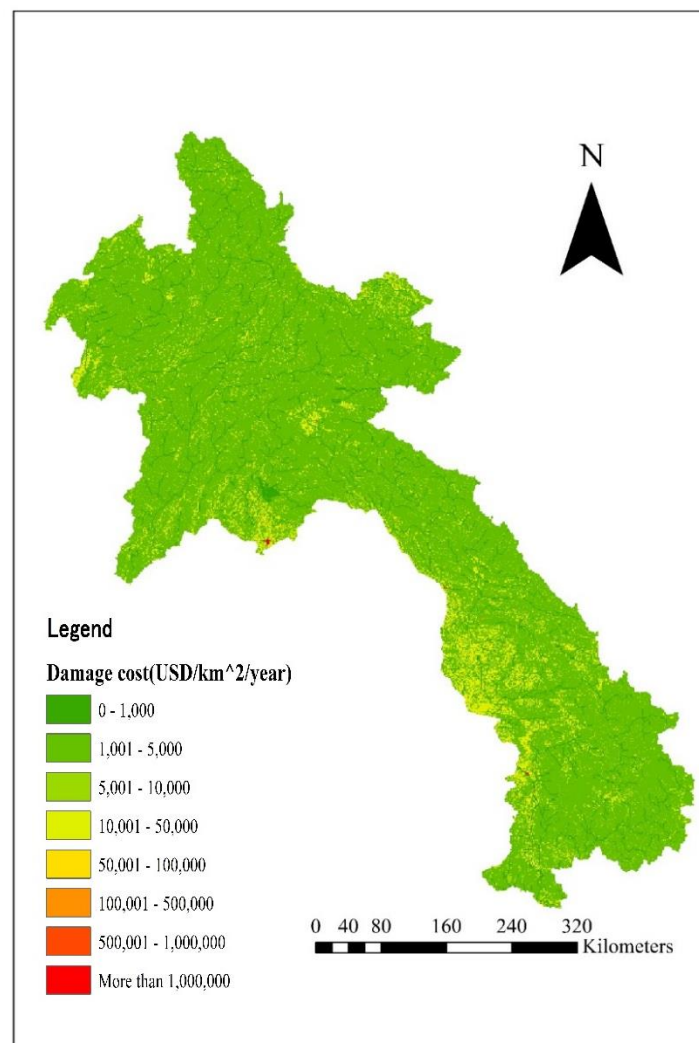 N
Legend
Damage cost(USD/km^2/year)
0 - 1,000
1,001 - 5,000
5,001 - 10,000
10,001 - 50,000
50,001 - 100,000
100,001 - 500,000
500,001 - 1,000,000
More than 1,000,000
0 40 80 160 240 320
Kilometers